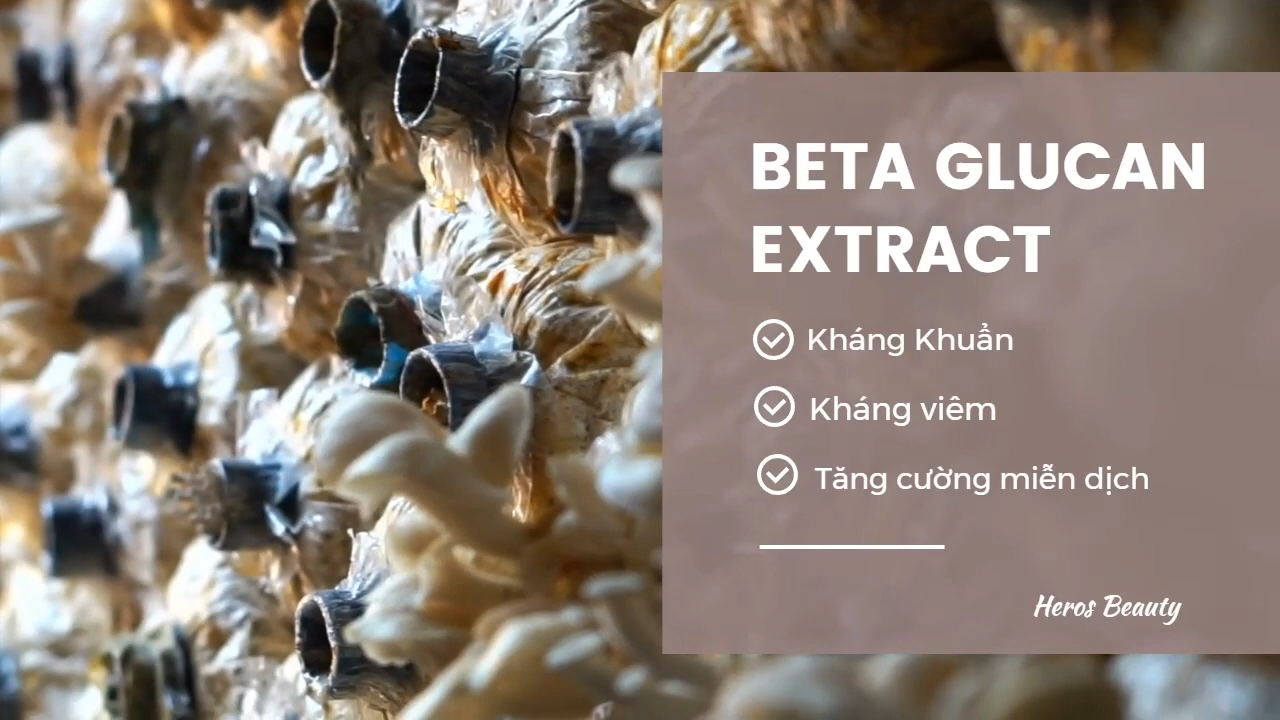 BETA GLUCAN
EXTRACT
Kháng Khuẩn
Kháng viêm
Tăng cường miễn dịch
Heros Beauty